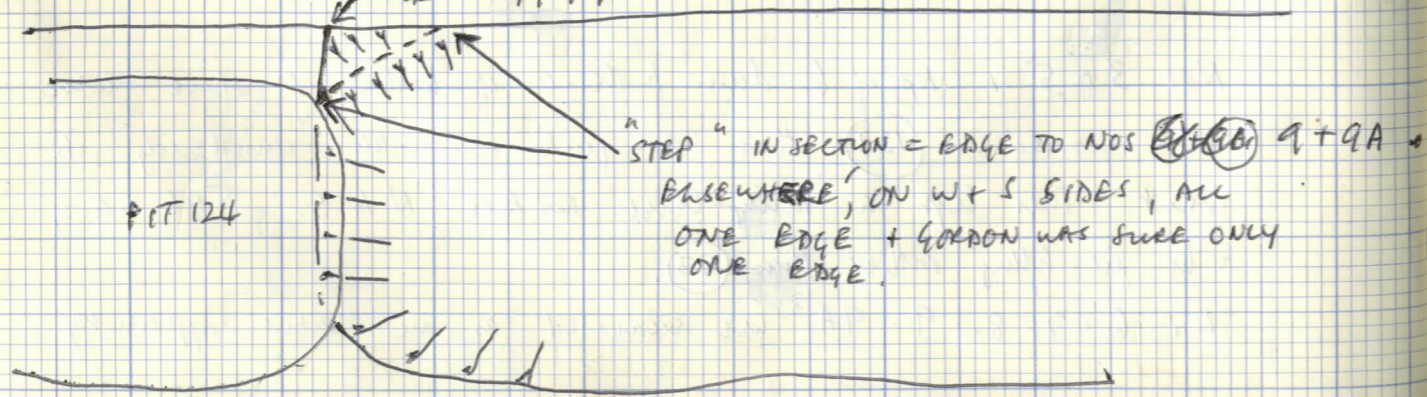 "STEP" IN SECTION = EDGE TO NOS 9 + 9A.
ELSEWHERE, ON W + S SIDES, ALL
ONE EDGE + GORDON WAS SURE ONLY
ONE EDGE.
PIT 124